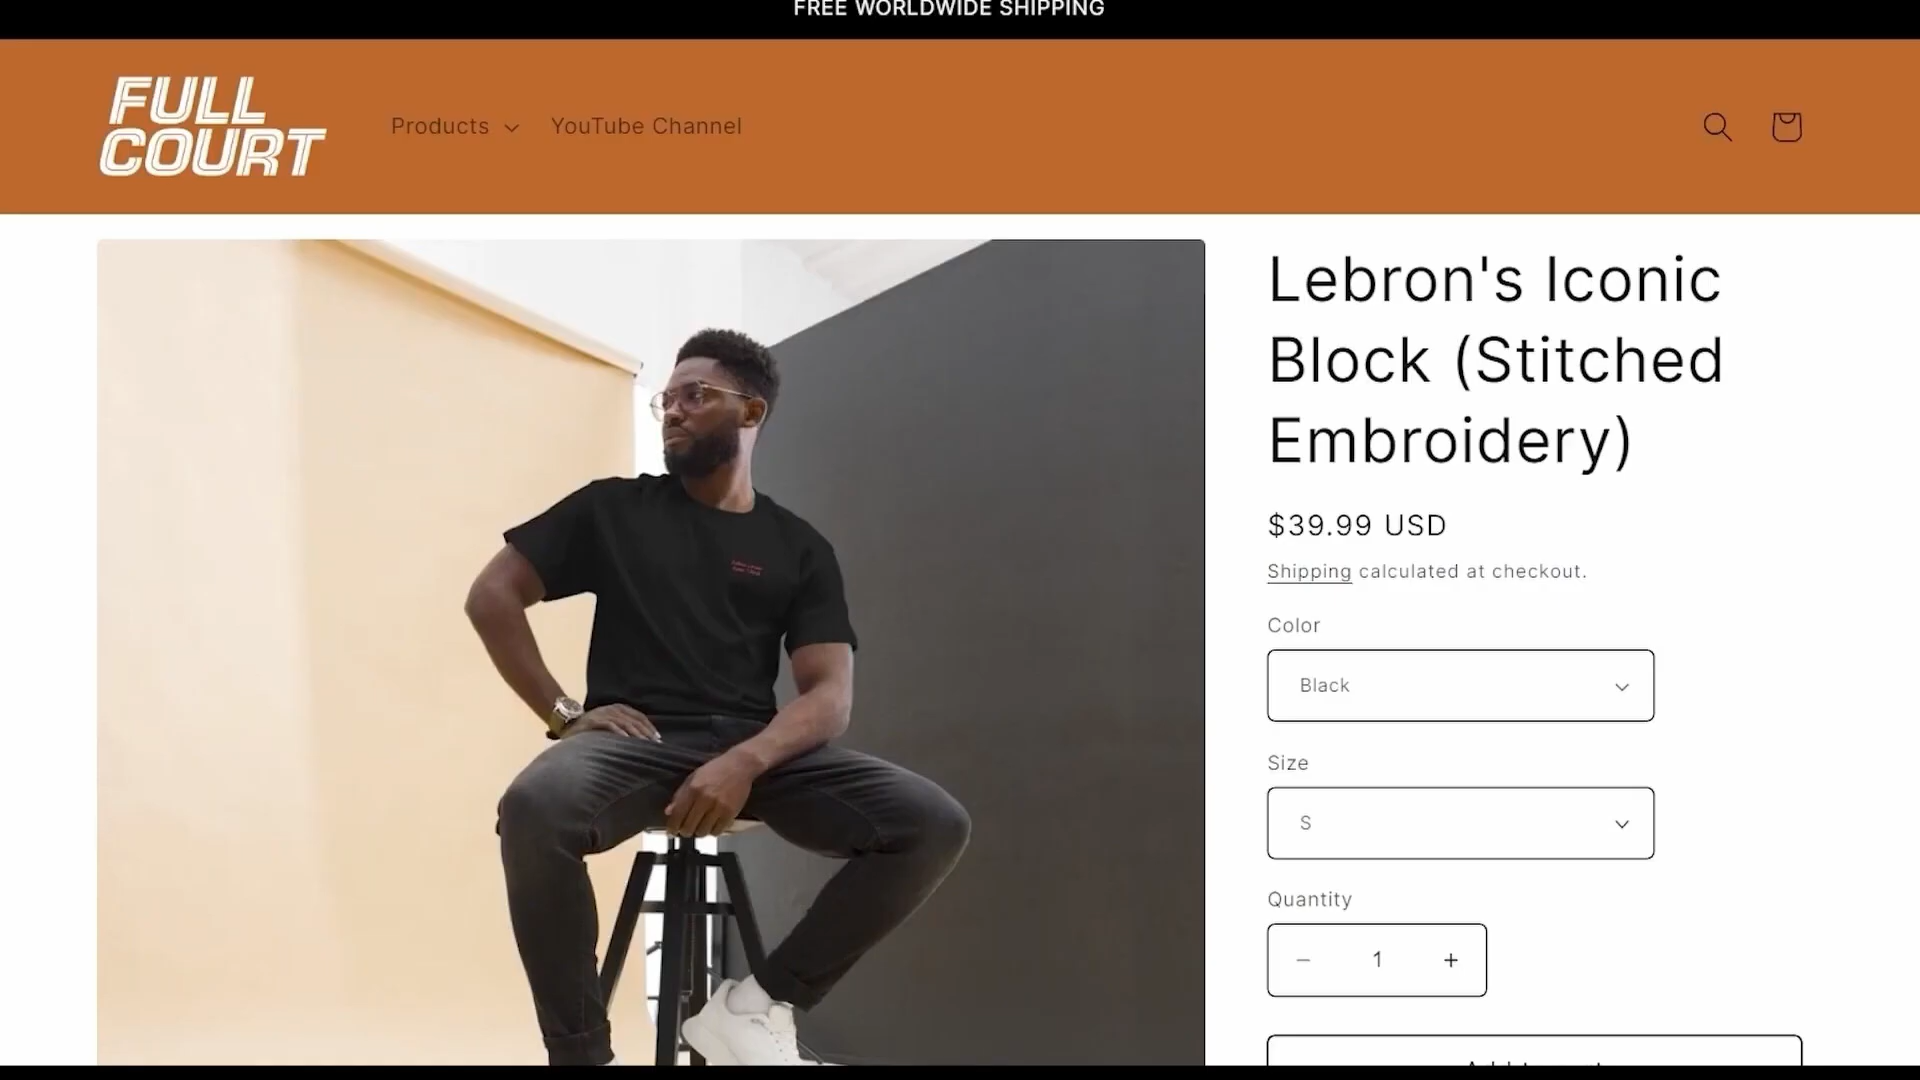 FREE WORLDWIDE SHIPPING
FULL
COURT
Products
YouTube Channel
Lebron's Iconic
Block (Stitched
Embroidery)
$39.99 USD
Shipping calculated at checkout.
Color
Black
Size
S
Quantity
1